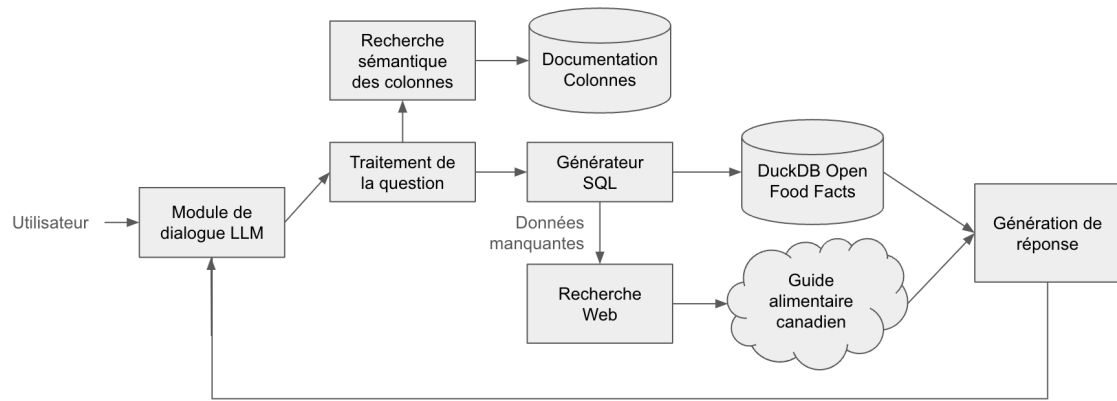 Recherche
sémantique
des colonnes
Documentation
Colonnes
Traitement de
la question
Générateur
SQL
DuckDB Open
Food Facts
Utilisateur
Module de
dialogue LLM
Données
manquantes
Génération de
réponse
Recherche
Web
Guide
alimentaire
canadien